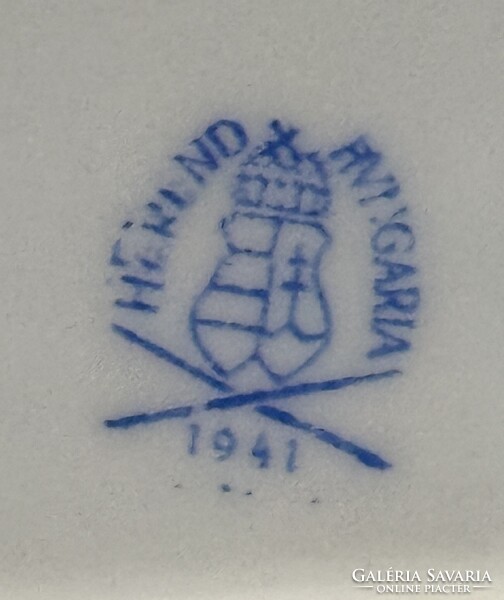 HEREND
HUNGARIA
1941
GALÉRIA SAVARIA
ONLINE PIACTÉR